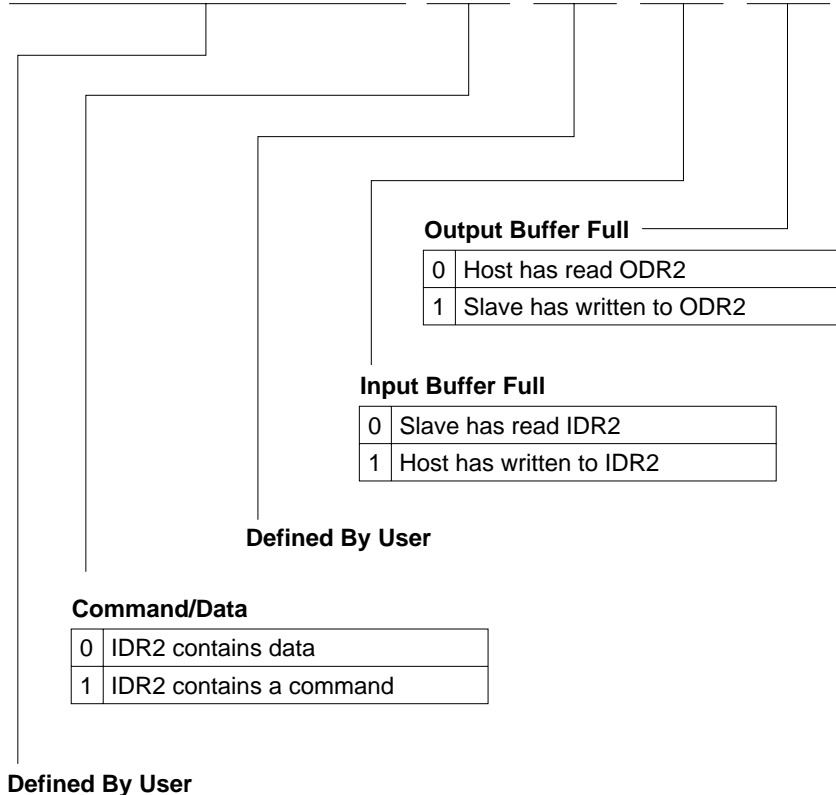 Output Buffer Full
0 Host has read ODR2
1 Slave has written to ODR2
Input Buffer Full
0 Slave has read IDR2
1 Host has written to IDR2
Defined By User
Command/Data
0 IDR2 contains data
1 IDR2 contains a command
Defined By User